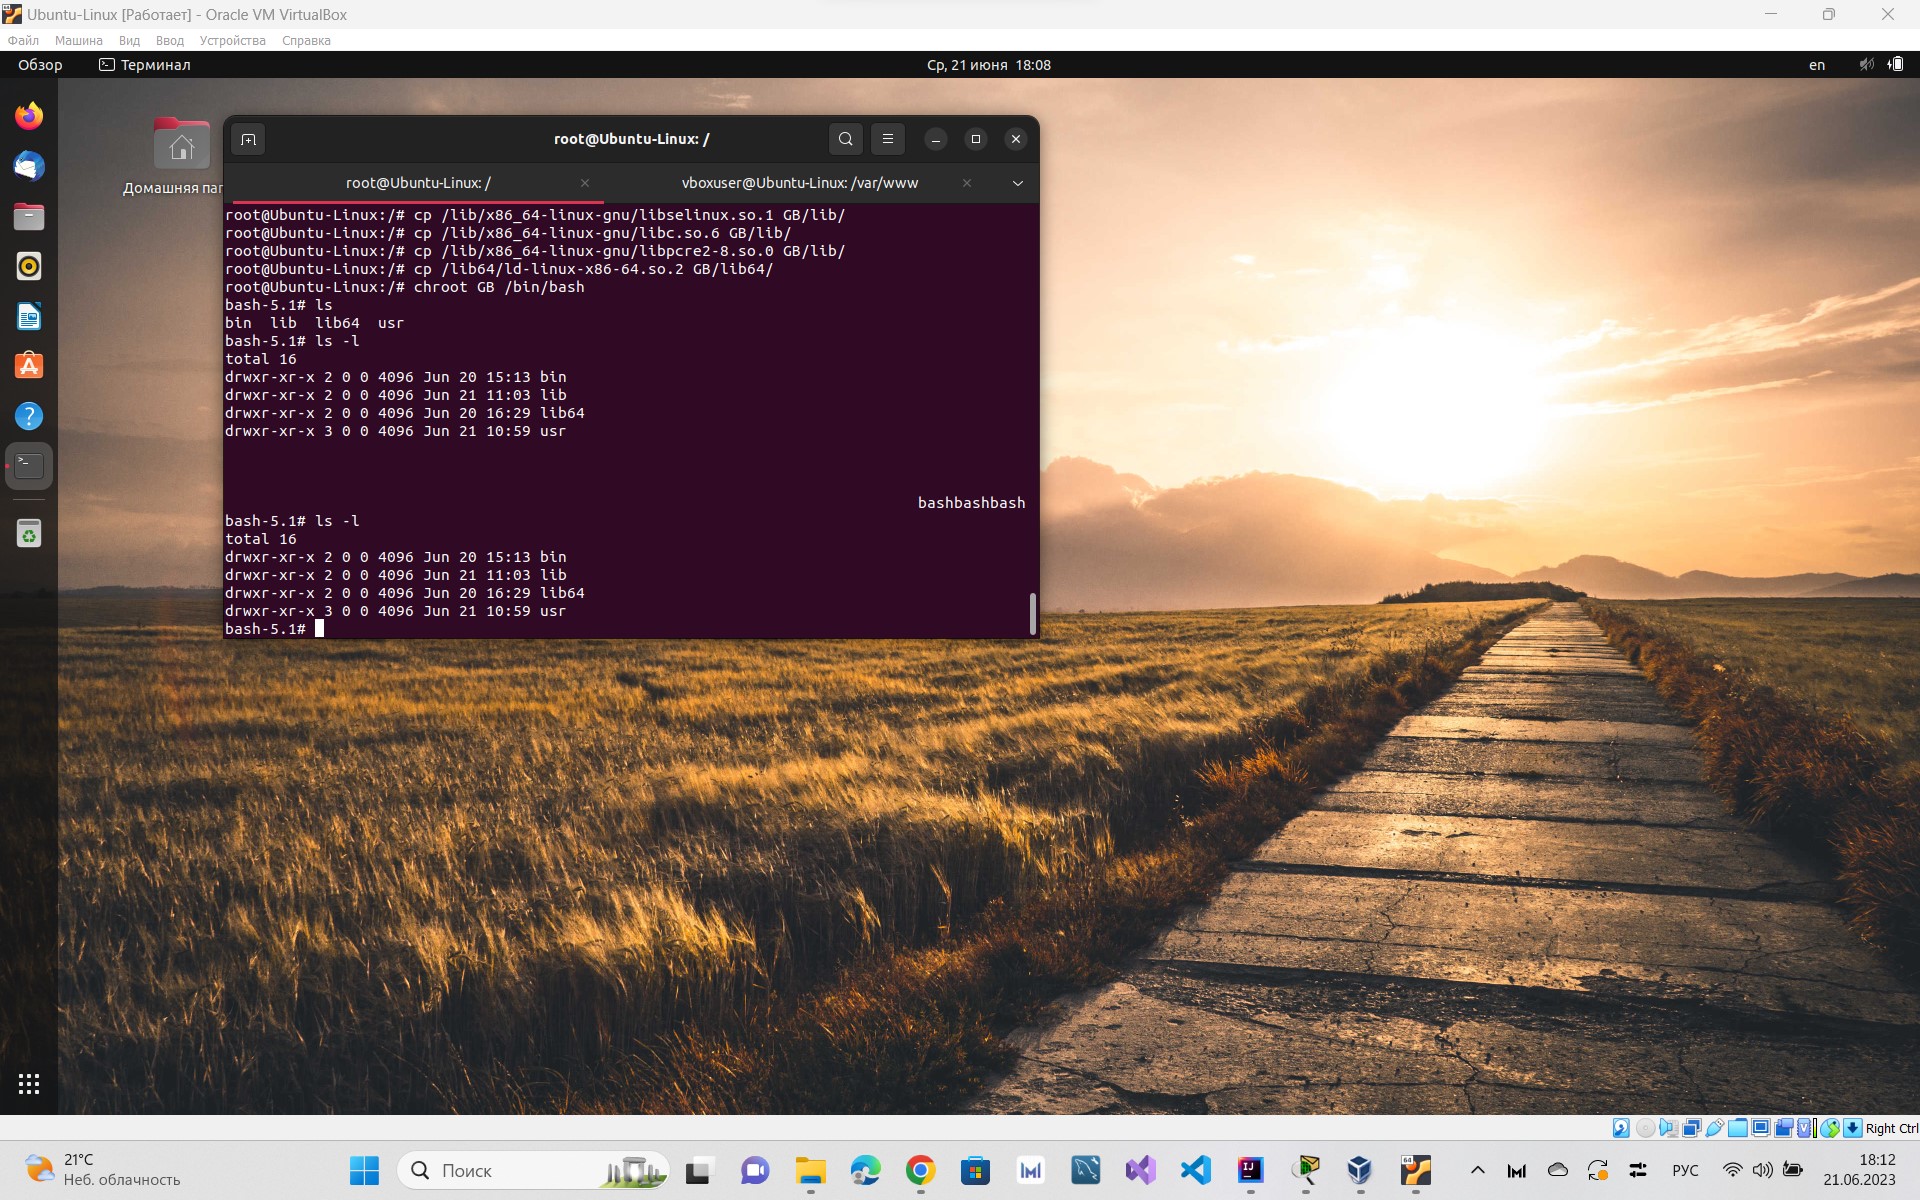 Ubuntu-Linux [Работает] - Oracle VM VirtualBox
Файл Машина Вид Ввод Устройства Справка
Обзор Терминал Ср, 21 июня 18:08 en
Домашняя пап
root@Ubuntu-Linux: /
root@Ubuntu-Linux: / vboxuser@Ubuntu-Linux: /var/www
root@Ubuntu-Linux:/# cp /lib/x86_64-linux-gnu/libselinux.so.1 GB/lib/
root@Ubuntu-Linux:/# cp /lib/x86_64-linux-gnu/libc.so.6 GB/lib/
root@Ubuntu-Linux:/# cp /lib/x86_64-linux-gnu/libpcre2-8.so.0 GB/lib/
root@Ubuntu-Linux:/# cp /lib64/ld-linux-x86-64.so.2 GB/lib64/
root@Ubuntu-Linux:/# chroot GB /bin/bash
bash-5.1# ls
bin lib lib64 usr
bash-5.1# ls -l
total 16
drwxr-xr-x 2 0 0 4096 Jun 20 15:13 bin
drwxr-xr-x 2 0 0 4096 Jun 21 11:03 lib
drwxr-xr-x 2 0 0 4096 Jun 20 16:29 lib64
drwxr-xr-x 3 0 0 4096 Jun 21 10:59 usr
bashbashbash
bash-5.1# ls -l
total 16
drwxr-xr-x 2 0 0 4096 Jun 20 15:13 bin
drwxr-xr-x 2 0 0 4096 Jun 21 11:03 lib
drwxr-xr-x 2 0 0 4096 Jun 20 16:29 lib64
drwxr-xr-x 3 0 0 4096 Jun 21 10:59 usr
bash-5.1#
Right Ctrl
21°C
Неб. облачность
Поиск
РУС
18:12
21.06.2023